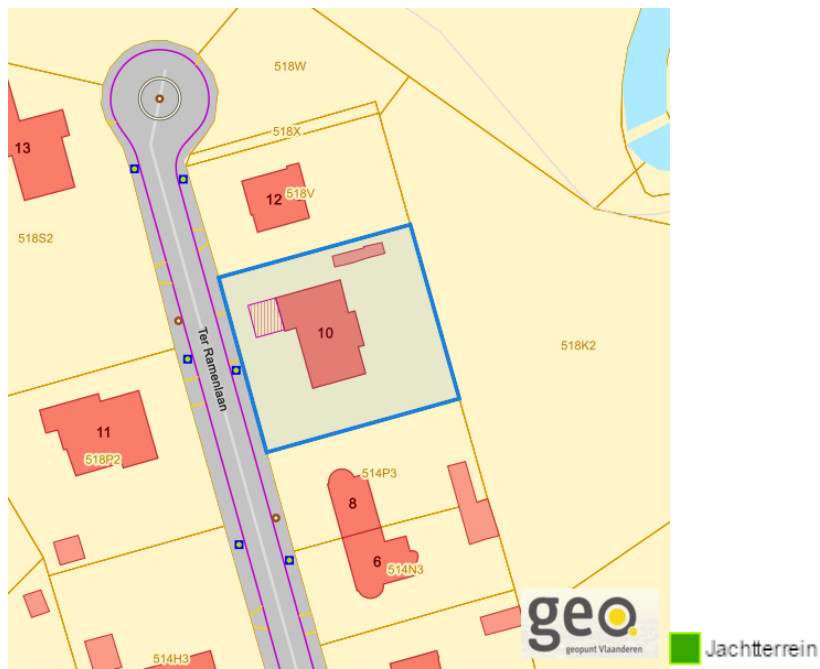 518W
13
518X
12
518V
518S2
10
Ter Ramenlaan
518K2
11
518P2
514P3
8
6
514N3
geo.
geopunt Vlaanderen
Jachtterrein
514H3